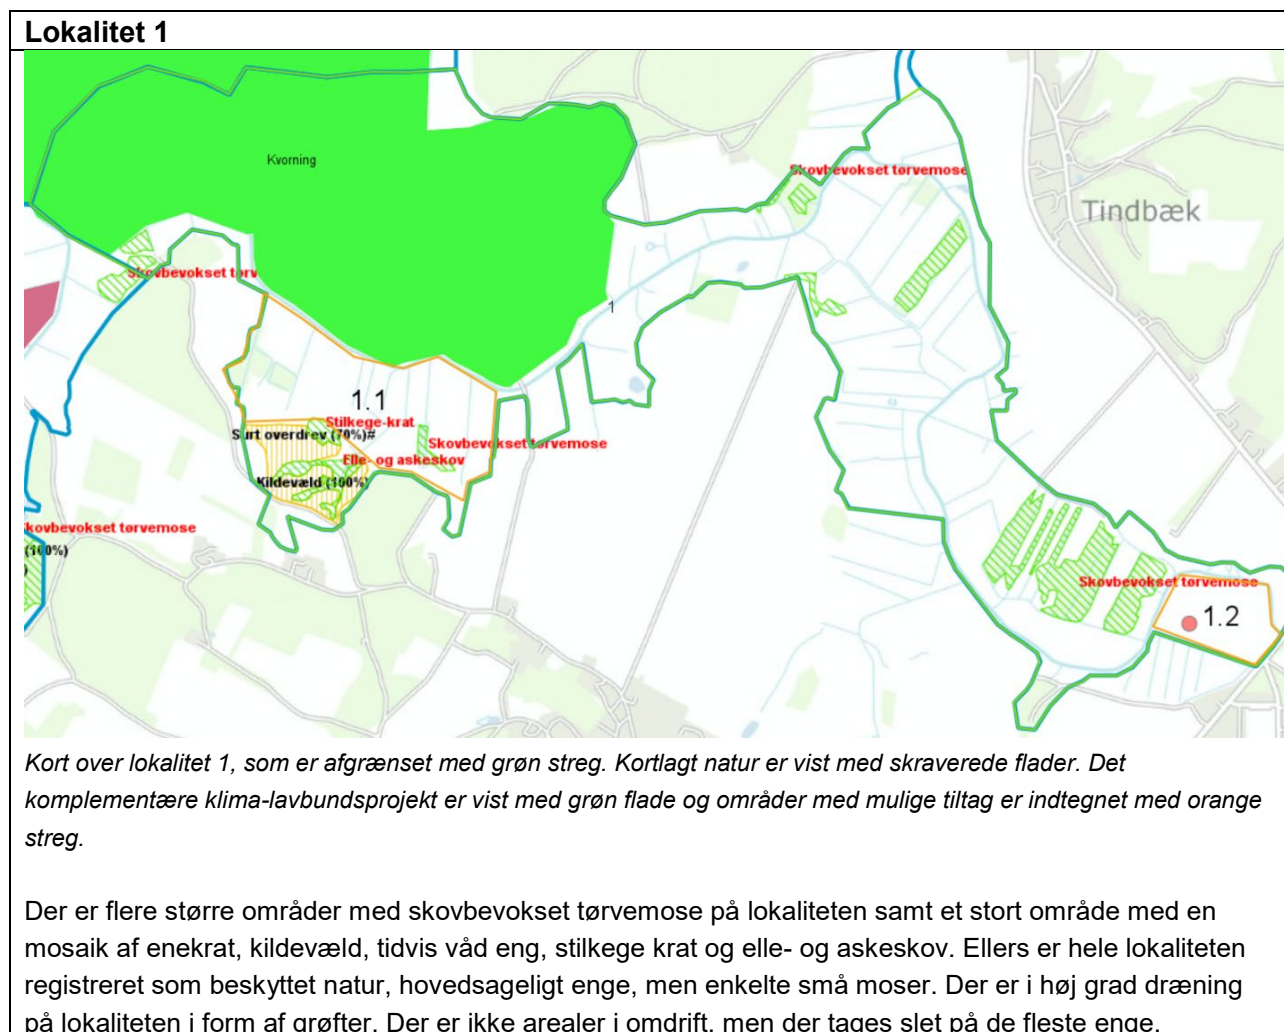 Lokalitet 1
Kvorning
Skovbevokset tørvemose
Tindbæk
Skovbevokset tørv
1
1.1
Stilkege-krat
Surt overdrev (70%)#
Skovbevokset tørvemose
Elle- og askeskov
Kildevæld (100%)
kovbevokset tørvemose
(100%)
)
Skovbevokset tørvemose
1.2
Kort over lokalitet 1, som er afgrænset med grøn streg. Kortlagt natur er vist med skraverede flader. Det
komplementære klima-lavbundsprojekt er vist med grøn flade og områder med mulige tiltag er indtegnet med orange
streg.
Der er flere større områder med skovbevokset tørvemose på lokaliteten samt et stort område med en
mosaik af enekrat, kildevæld, tidvis våd eng, stilkege krat og elle- og askeskov. Ellers er hele lokaliteten
registreret som beskyttet natur, hovedsageligt enge, men enkelte små moser. Der er i høj grad dræning
på lokaliteten i form af grøfter. Der er ikke arealer i omdrift, men der tages slet på de fleste enge.